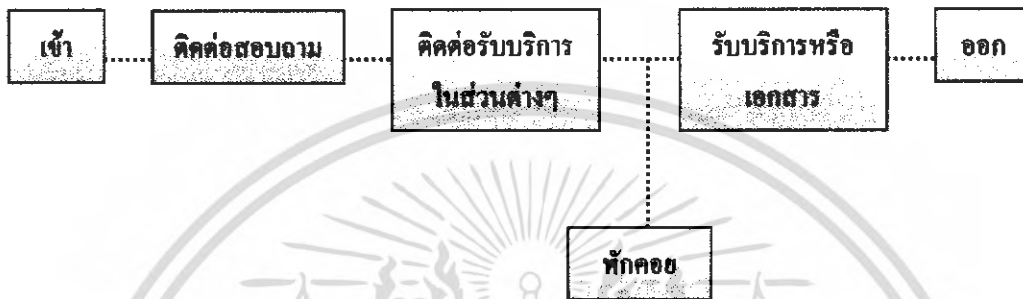 เข้า
ติดต่อสอบถาม
ติดต่อรับบริการ
ในส่วนต่างๆ
รับบริการหรือ
เอกสาร
ออก
พักคอย